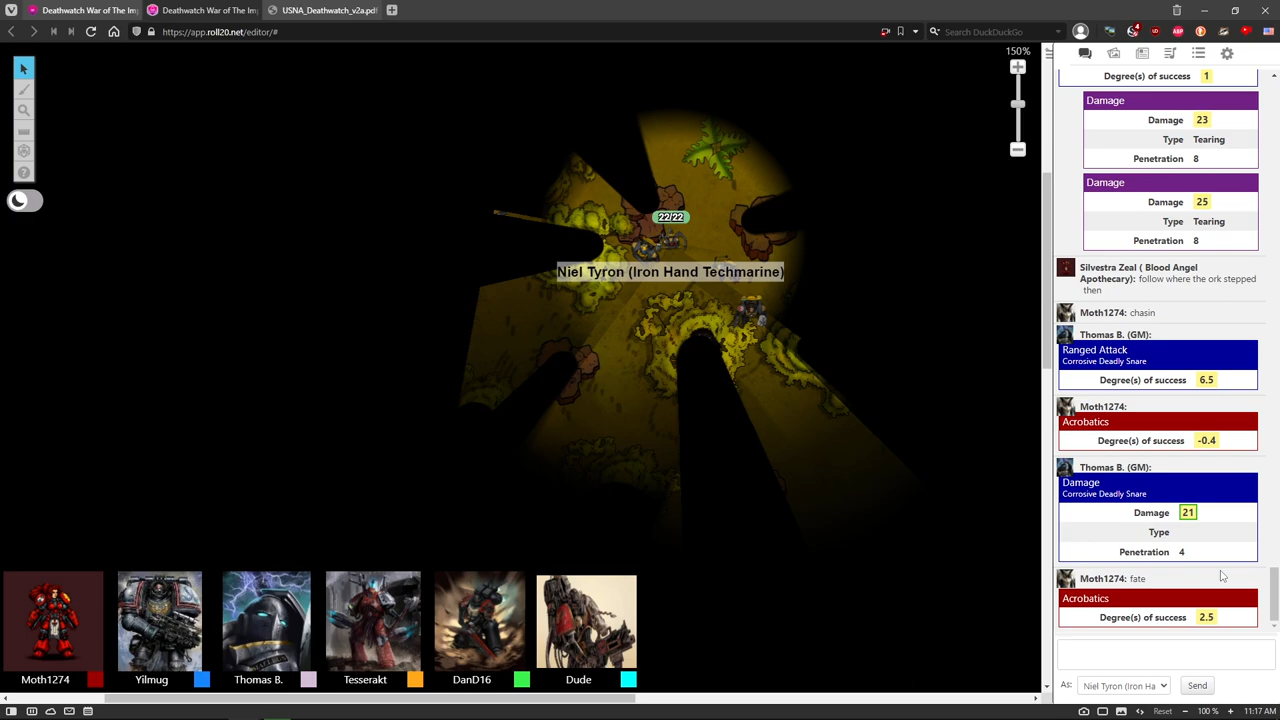 Deathwatch War of The Im
Deathwatch War of The Im
USNA_Deathwatch_v2a.pdf
https://app.roll20.net/editor/#
Search DuckDuckGo
150%
22/22
Niel Tyron (Iron Hand Techmarine)
Moth1274
Yilmug
Thomas B.
Tesserakt
DanD16
Dude
Degree(s) of success 1
Damage
Damage 23
Type Tearing
Penetration 8
Damage
Damage 25
Type Tearing
Penetration 8
Silvestra Zeal ( Blood Angel
Apothecary): follow where the ork stepped
then
Moth1274: chasin
Thomas B. (GM):
Ranged Attack
Corrosive Deadly Snare
Degree(s) of success 6.5
Moth1274:
Acrobatics
Degree(s) of success -0.4
Thomas B. (GM):
Damage
Corrosive Deadly Snare
Damage 21
Type
Penetration 4
Moth1274: fate
Acrobatics
Degree(s) of success 2.5
As: Niel Tyron (Iron Ha Send
Reset 100 % 11:17 AM